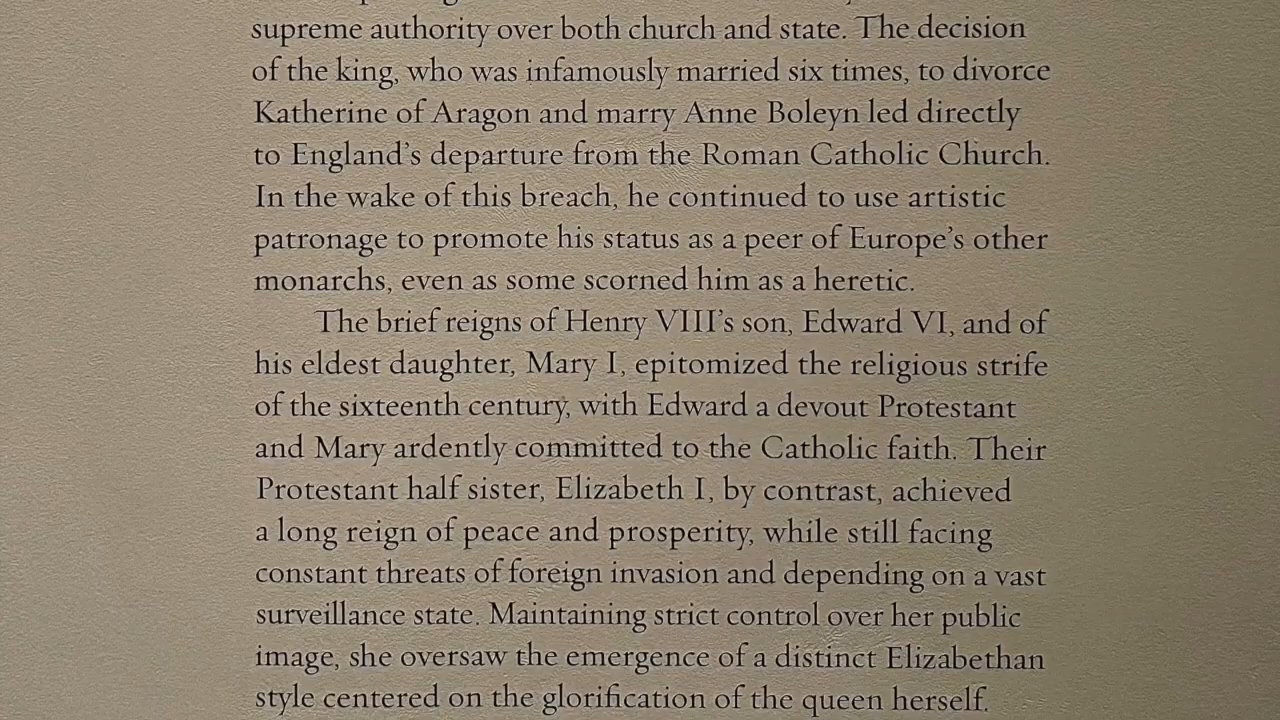 supreme authority over both church and state. The decision
of the king, who was infamously married six times, to divorce
Katherine of Aragon and marry Anne Boleyn led directly
to England's departure from the Roman Catholic Church.
In the wake of this breach, he continued to use artistic
patronage to promote his status as a peer of Europe's other
monarchs, even as some scorned him as a heretic.
The brief reigns of Henry VIII's son, Edward VI, and of
his eldest daughter, Mary I, epitomized the religious strife
of the sixteenth century, with Edward a devout Protestant
and Mary ardently committed to the Catholic faith. Their
Protestant half sister, Elizabeth I, by contrast, achieved
a long reign of peace and prosperity, while still facing
constant threats of foreign invasion and depending on a vast
surveillance state. Maintaining strict control over her public
image, she oversaw the emergence of a distinct Elizabethan
style centered on the glorification of the queen herself.